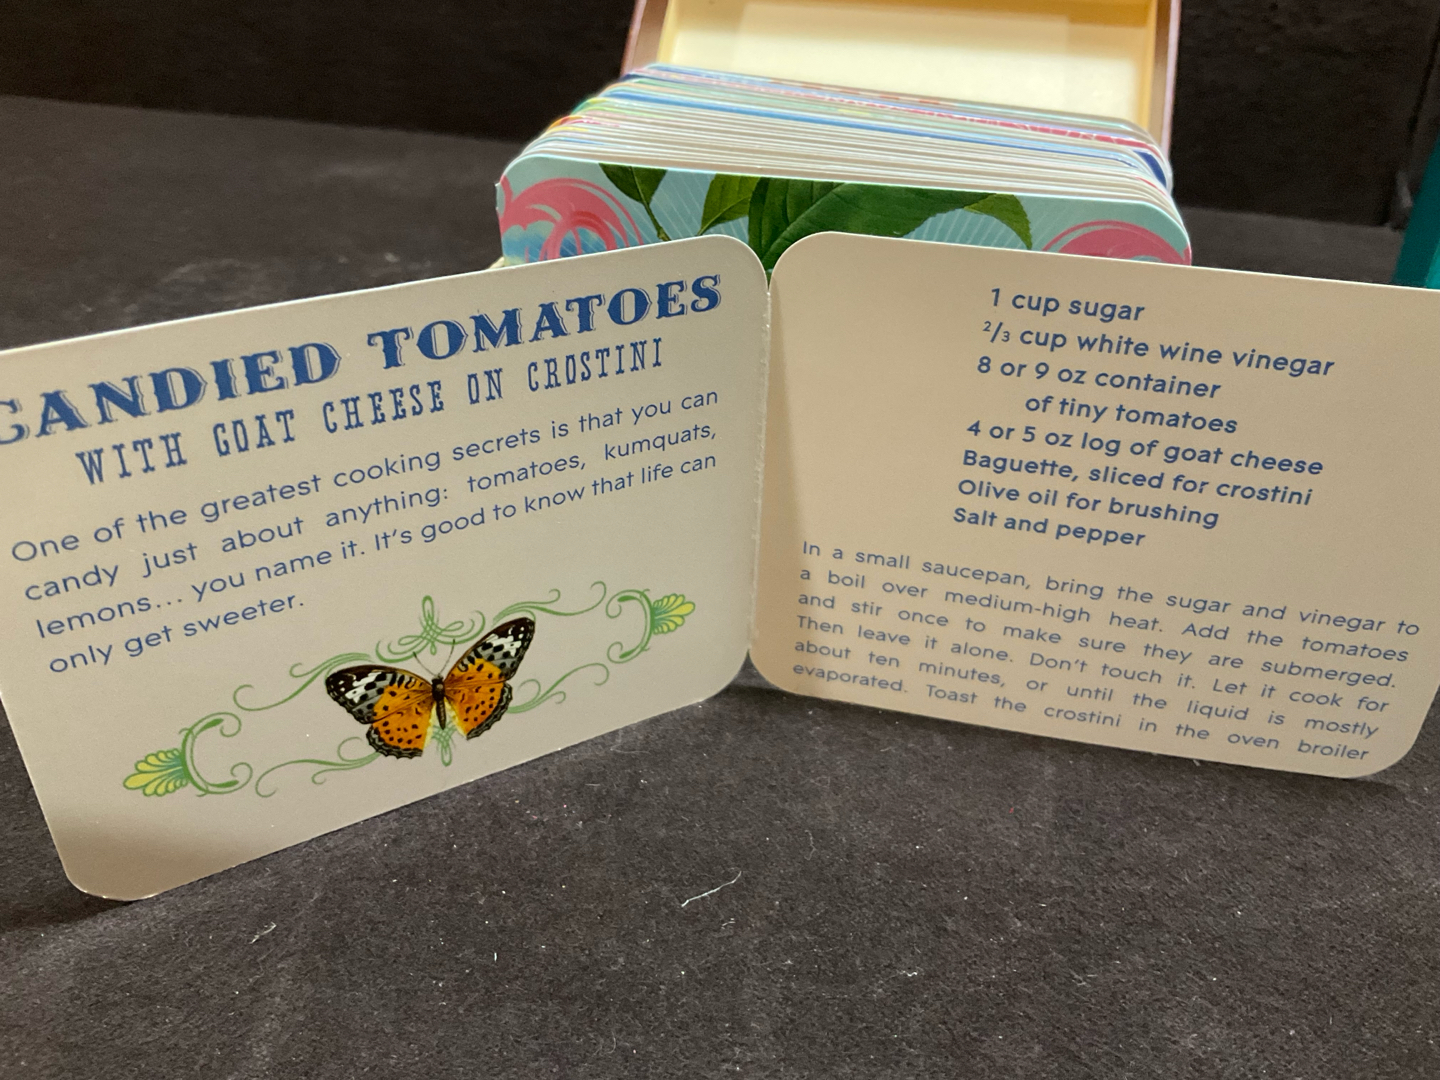 CANDIED TOMATOES
WITH GOAT CHEESE ON CROSTINI
One of the greatest cooking secrets is that you can
candy just about anything: tomatoes, kumquats,
lemons... you name it. It's good to know that life can
only get sweeter.
1 cup sugar
2/3 cup white wine vinegar
8 or 9 oz container
of tiny tomatoes
4 or 5 oz log of goat cheese
Baguette, sliced for crostini
Olive oil for brushing
Salt and pepper
In a small saucepan, bring the sugar and vinegar to
a boil over medium-high heat. Add the tomatoes
and stir once to make sure they are submerged.
Then leave it alone. Don't touch it. Let it cook for
about ten minutes, or until the liquid is mostly
evaporated. Toast the crostini in the oven broiler